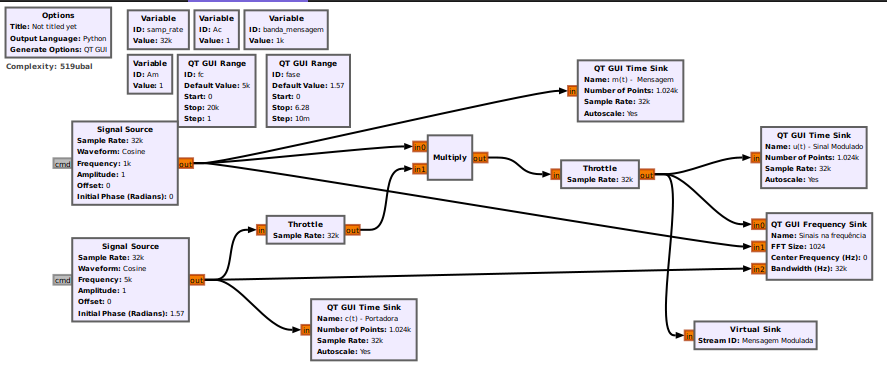 Options
Title: Not titled yet
Output Language: Python
Generate Options: QT GUI
Complexity: 519ubal
Variable
ID: samp_rate
Value: 32k
Variable
ID: Ac
Value: 1
Variable
ID: banda_mensagem
Value: 1k
Variable
ID: Am
Value: 1
QT GUI Range
ID: fc
Default Value: 5k
Start: 0
Stop: 20k
Step: 1
QT GUI Range
ID: fase
Default Value: 1.57
Start: 0
Stop: 6.28
Step: 10m
Signal Source
Sample Rate: 32k
Waveform: Cosine
Frequency: 1k
Amplitude: 1
Offset: 0
Initial Phase (Radians): 0
cmd
out
QT GUI Time Sink
Name: m(t) - Mensagem
Number of Points: 1.024k
Sample Rate: 32k
Autoscale: Yes
in
Multiply
in0
in1
out
Throttle
Sample Rate: 32k
in
out
QT GUI Time Sink
Name: u(t) - Sinal Modulado
Number of Points: 1.024k
Sample Rate: 32k
Autoscale: Yes
in
Throttle
Sample Rate: 32k
in
out
QT GUI Frequency Sink
Name: Sinais na frequência
FFT Size: 1024
Center Frequency (Hz): 0
Bandwidth (Hz): 32k
in0
in1
in2
Signal Source
Sample Rate: 32k
Waveform: Cosine
Frequency: 5k
Amplitude: 1
Offset: 0
Initial Phase (Radians): 1.57
cmd
out
QT GUI Time Sink
Name: c(t) - Portadora
Number of Points: 1.024k
Sample Rate: 32k
Autoscale: Yes
in
Virtual Sink
Stream ID: Mensagem Modulada
in